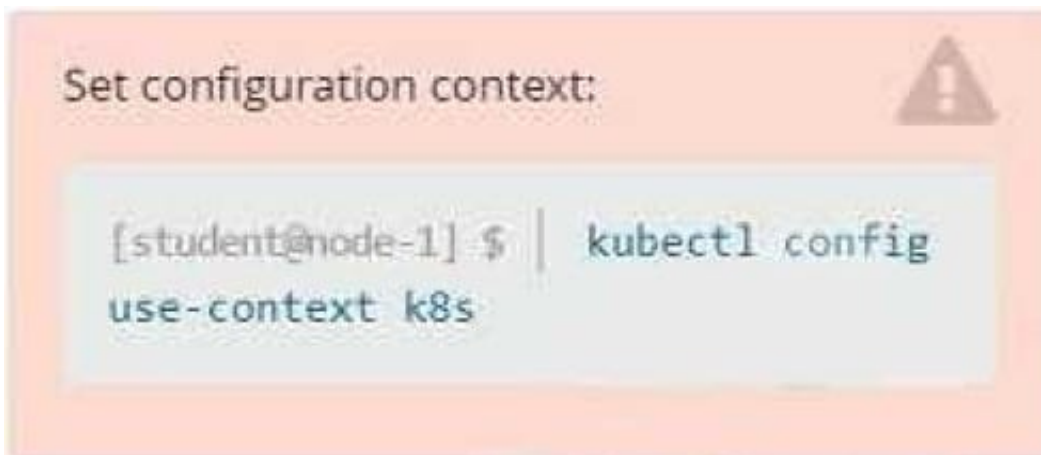 Set configuration context:
[student@node-1] $ | kubectl config
use-context k8s